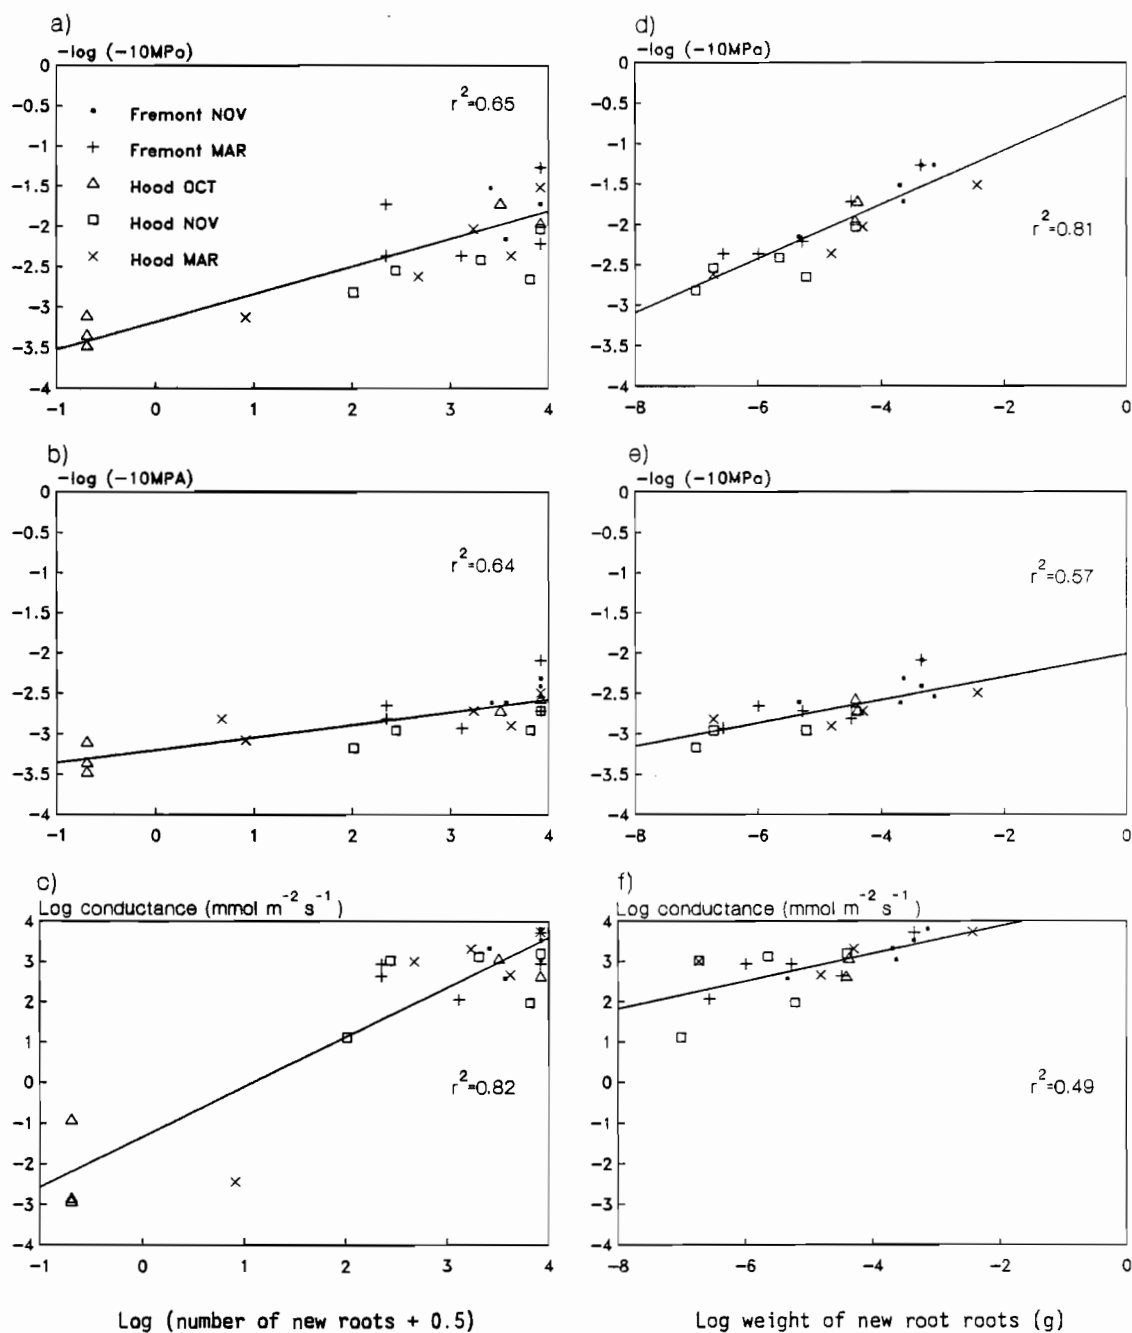 a)
-log (-10MPa)
0
-0.5
-1
-1.5
-2
-2.5
-3
-3.5
-4
-1 0 1 2 3 4
r²=0.65
Fremont NOV
Fremont MAR
Hood OCT
Hood NOV
Hood MAR
d)
-log (-10MPa)
0
-0.5
-1
-1.5
-2
-2.5
-3
-3.5
-4
-8 -6 -4 -2 0
r²=0.81
b)
-log (-10MPA)
0
-0.5
-1
-1.5
-2
-2.5
-3
-3.5
-4
-1 0 1 2 3 4
r²=0.64
e)
-log (-10MPa)
0
-0.5
-1
-1.5
-2
-2.5
-3
-3.5
-4
-8 -6 -4 -2 0
r²=0.57
c)
Log conductance (mmol m⁻² s⁻¹)
4
3
2
1
0
-1
-2
-3
-4
-1 0 1 2 3 4
r²=0.82
Log (number of new roots + 0.5)
f)
Log conductance (mmol m⁻² s⁻¹)
4
3
2
1
0
-1
-2
-3
-4
-8 -6 -4 -2 0
r²=0.49
Log weight of new root roots (g)